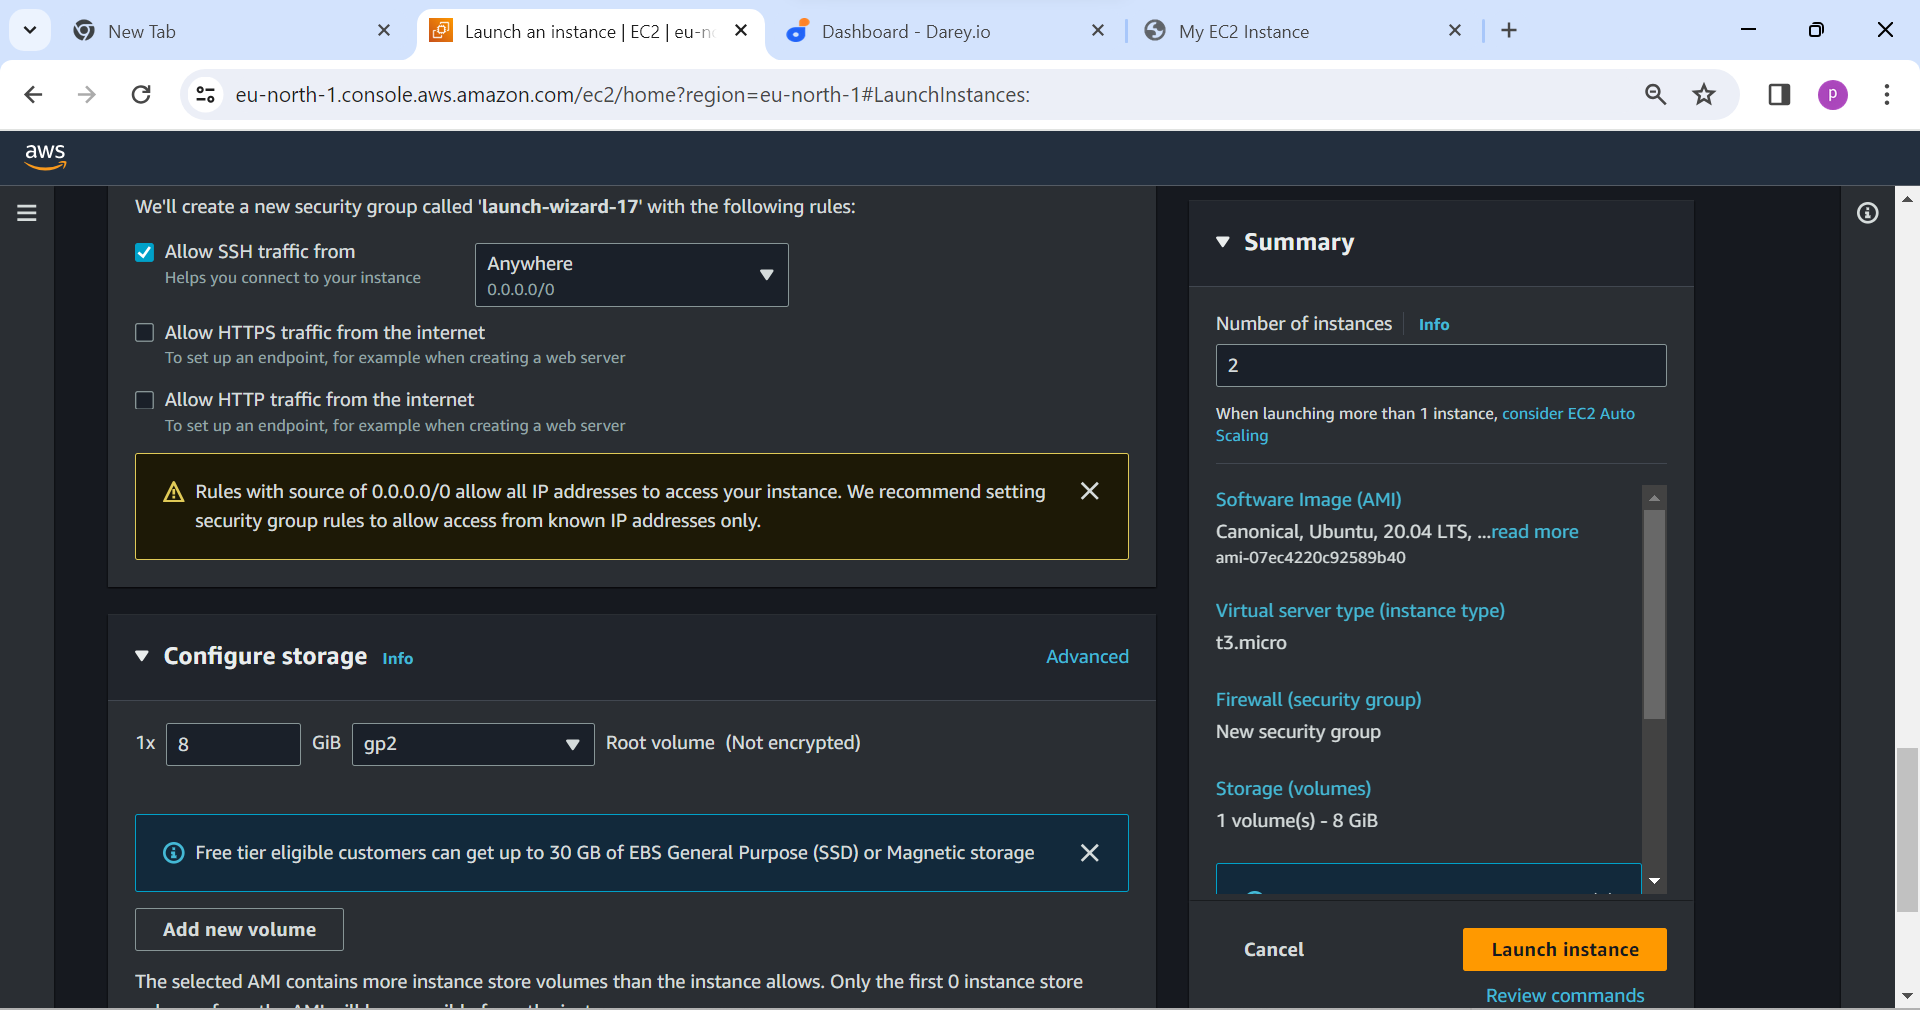 New Tab
Launch an instance | EC2 | eu-n
Dashboard - Darey.io
My EC2 Instance
eu-north-1.console.aws.amazon.com/ec2/home?region=eu-north-1#LaunchInstances:
p
aws
We'll create a new security group called 'launch-wizard-17' with the following rules:
Allow SSH traffic from
Helps you connect to your instance
Anywhere
0.0.0.0/0
Allow HTTPS traffic from the internet
To set up an endpoint, for example when creating a web server
Allow HTTP traffic from the internet
To set up an endpoint, for example when creating a web server
Rules with source of 0.0.0.0/0 allow all IP addresses to access your instance. We recommend setting
security group rules to allow access from known IP addresses only.
Configure storage Info
Advanced
1x 8 GiB gp2 Root volume (Not encrypted)
Free tier eligible customers can get up to 30 GB of EBS General Purpose (SSD) or Magnetic storage
Add new volume
The selected AMI contains more instance store volumes than the instance allows. Only the first 0 instance store
Summary
Number of instances Info
2
When launching more than 1 instance, consider EC2 Auto
Scaling
Software Image (AMI)
Canonical, Ubuntu, 20.04 LTS, ...read more
ami-07ec4220c92589b40
Virtual server type (instance type)
t3.micro
Firewall (security group)
New security group
Storage (volumes)
1 volume(s) - 8 GiB
Cancel
Launch instance
Review commands